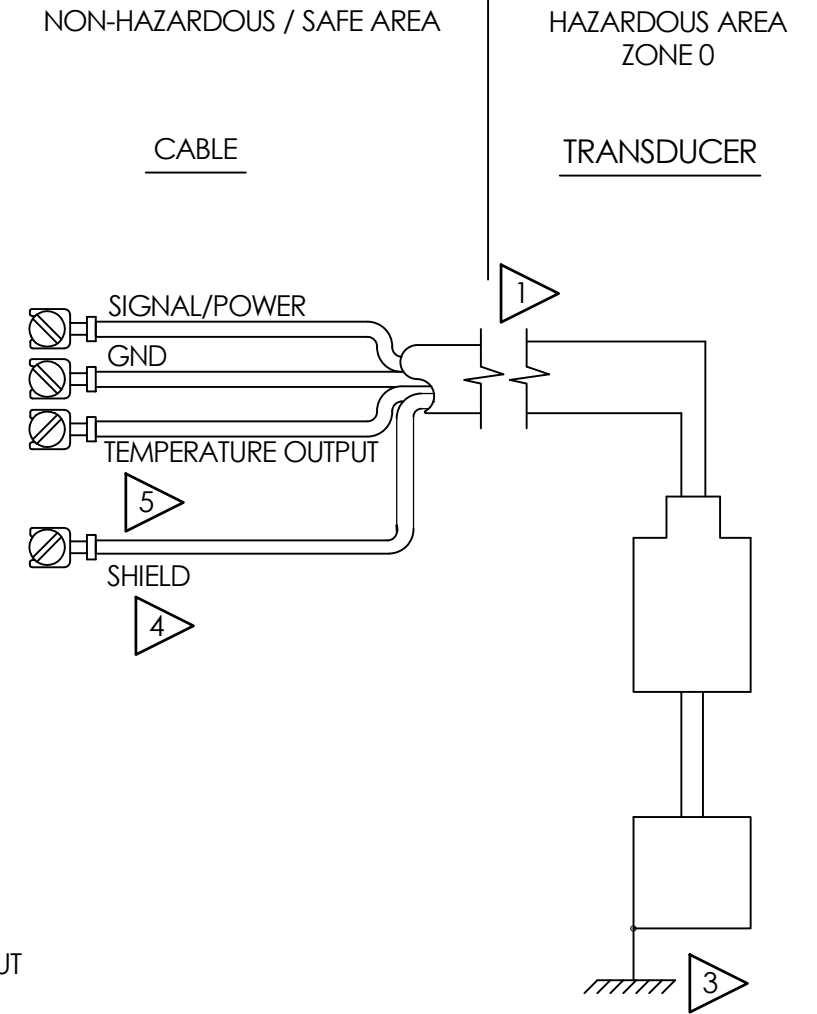 NON-HAZARDOUS / SAFE AREA
HAZARDOUS AREA
ZONE 0
CABLE
TRANSDUCER
1
SIGNAL/POWER
GND
TEMPERATURE OUTPUT
5
SHIELD
4
UT
3